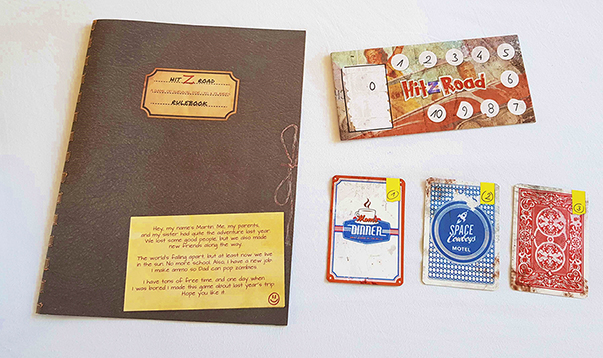 HIT Z ROAD
RULEBOOK
Hey, my name's Martin. Me, my parents,
and my sister had quite the adventure last year.
We lost some good people, but we also made
new friends along the way.
The world's falling apart, but at least now we live
in the sun. No more school. Also, I have a new job:
I make ammo so Dad can pop zombies.
I have tons of free time, and one day when
I was bored I made this game about last year's trip.
Hope you like it.
0
1
2
3
4
5
6
Hit Z Road
10
9
8
7
1
DINNER
2
SPACE
Cowboys
MOTEL
3